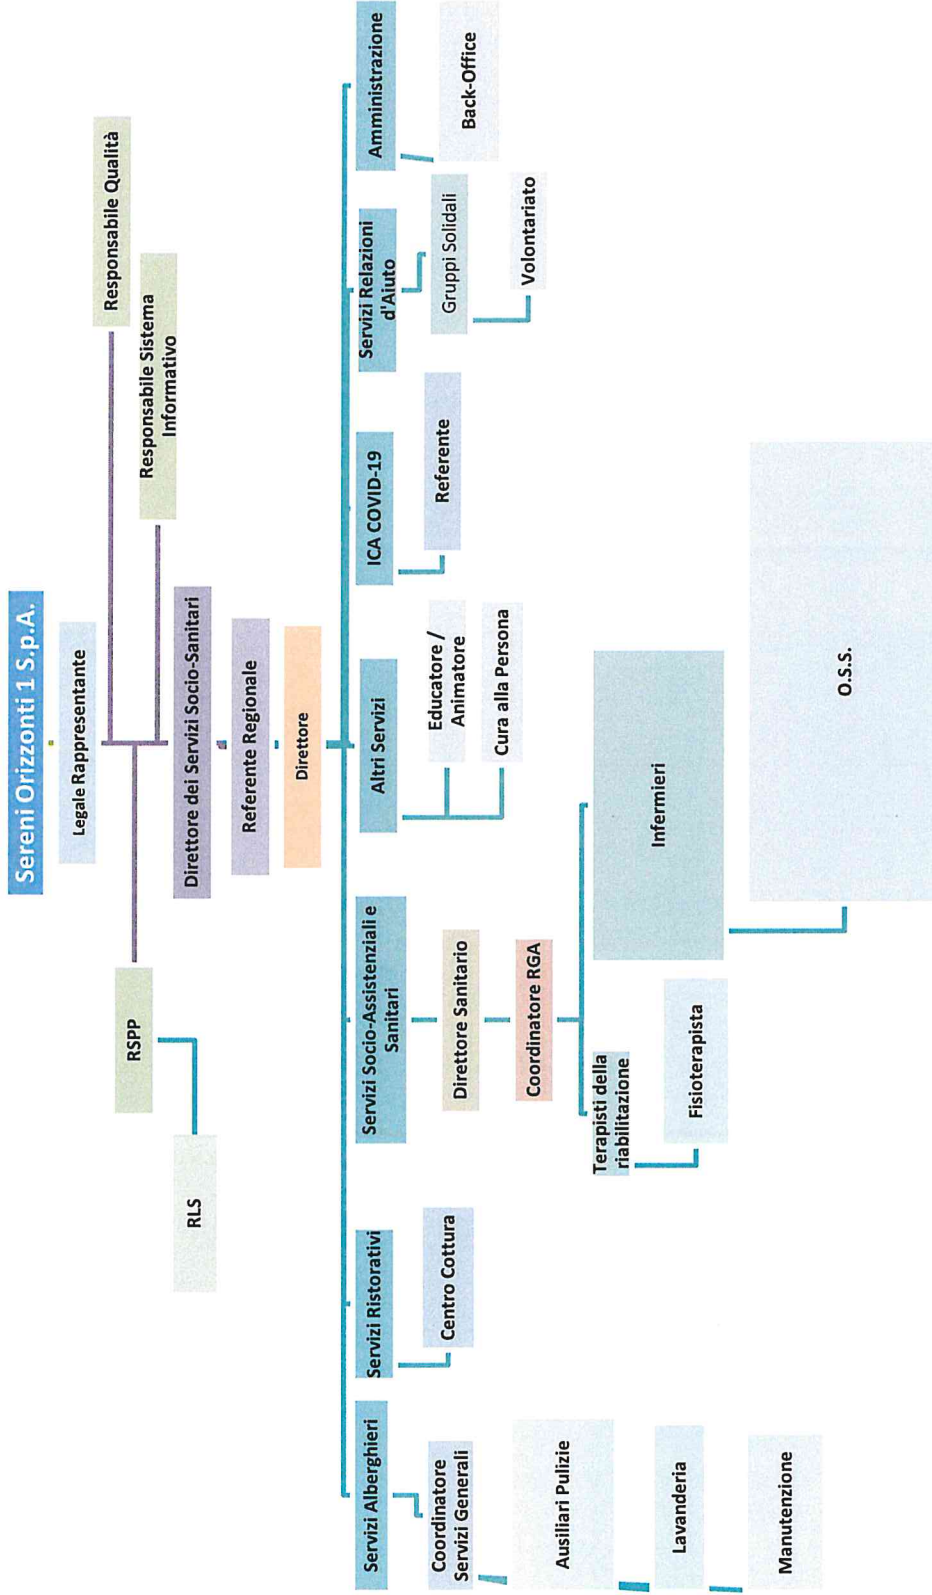 Sereni Orizzonti 1 S.p.A.
Legale Rappresentante
Responsabile Qualità
RSPP
Responsabile Sistema
Informativo
RLS
Direttore dei Servizi Socio-Sanitari
Referente Regionale
Direttore
Servizi Alberghieri
Coordinatore
Servizi Generali
Ausiliari Pulizie
Lavanderia
Manutenzione
Servizi Ristorativi
Centro Cottura
Servizi Socio-Assistenziali e
Sanitari
Direttore Sanitario
Coordinatore RGA
Terapisti della
riabilitazione
Fisioterapista
Infermieri
O.S.S.
Altri Servizi
Educatore /
Animatore
Cura alla Persona
ICA COVID-19
Referente
Servizi Relazioni
d'Aiuto
Gruppi Solidali
Volontariato
Amministrazione
Back-Office